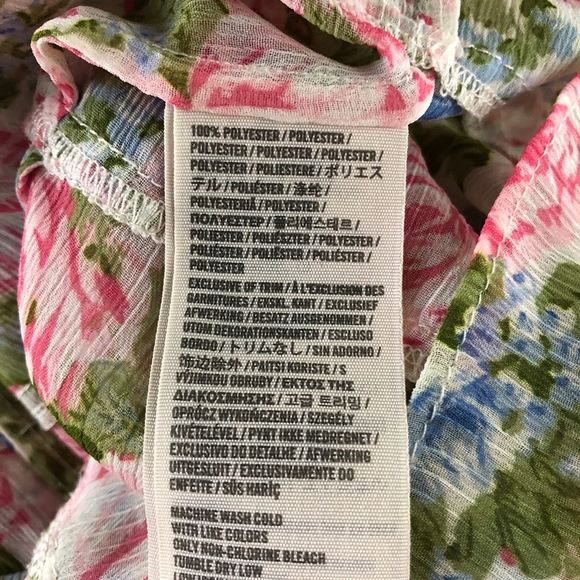 100% POLYESTER / POLYESTER /
POLYESTER / POLYESTER / POLYESTER /
POLYESTER / POLIESTERE / ポリエス
テル / POLIÉSTER / 涤纶 /
POLYESTERIÄ / POLYESTER /
ΠΟΛΥΕΣΤΕΡ / 폴리에스테르 /
POLIESTER / POLIÉSZTER / POLYESTER /
POLIÉSTER / POLIÉSTER / POLIÉSTER /
POLYESTER
EXCLUSIVE OF TRIM / À L'EXCLUSION DES
GARNITURES / EKSKL. KANT / EXCLUSIEF
AFWERKING / BESATZ AUSGENOMMEN /
UTOM DEKORATIONSKANTEN / ESCLUSO
BORDO / トリムなし / SIN ADORNO /
饰边除外 / PAITSI KORISTE / S
VÝJIMKOU OBRUBY / ΕΚΤΟΣ ΤΗΣ
ΔΙΑΚΟΣΜΗΣΗΣ / 고급 트리밍 /
OPRÓCZ WYKOŃCZENIA / SZEGÉLY
KIVÉTELÉVEL / PYNT IKKE MEDREGNET /
EXCLUSIVO DO DETALHE / AFWERKING
UITGESLUIT / EXCLUSIVAMENTE DO
ENFEITE / SÜS HARİÇ
MACHINE WASH COLD
WITH LIKE COLORS
ONLY NON-CHLORINE BLEACH
TUMBLE DRY LOW